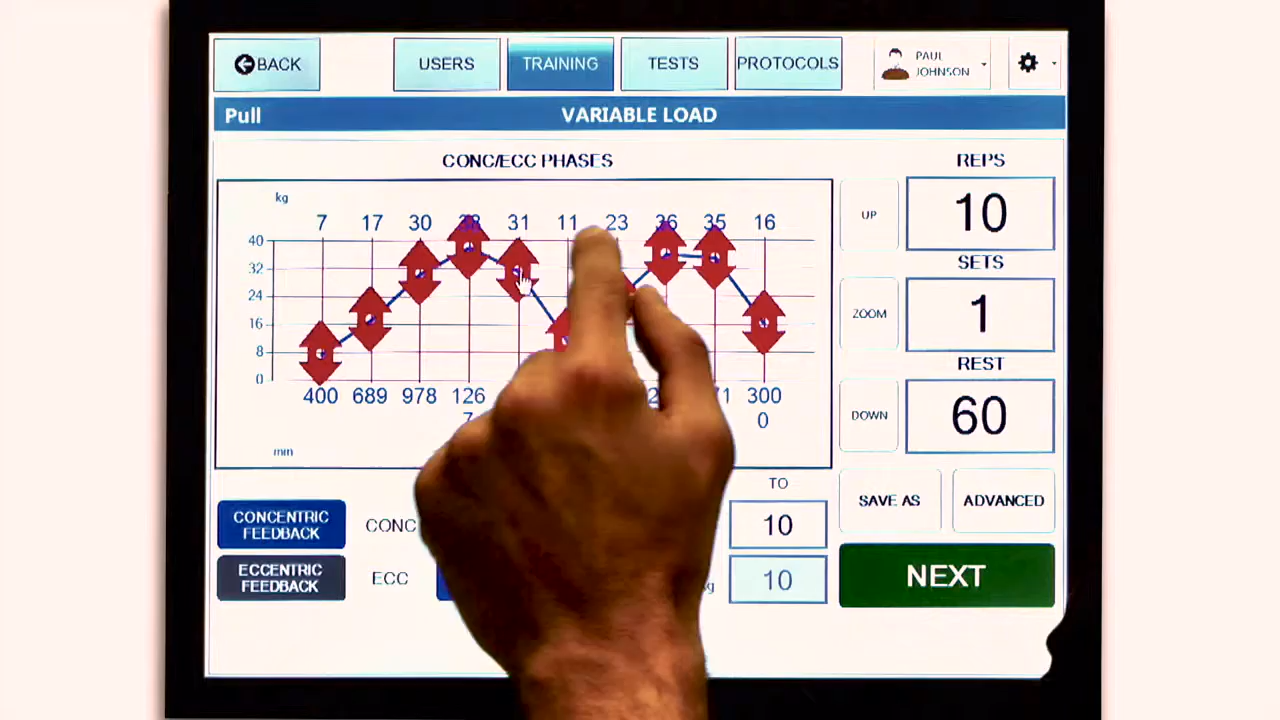 BACK
USERS
TRAINING
TESTS
PROTOCOLS
PAUL
JOHNSON
Pull
VARIABLE LOAD
CONC/ECC PHASES
kg
7 17 30 38 31 11 23 36 35 16
40
32
24
16
8
0
400 689 978 126 300
7 0
mm
REPS
UP
10
SETS
ZOOM
1
REST
DOWN
60
SAVE AS
ADVANCED
NEXT
TO
CONCENTRIC
FEEDBACK
CONC
10
ECCENTRIC
FEEDBACK
ECC
10